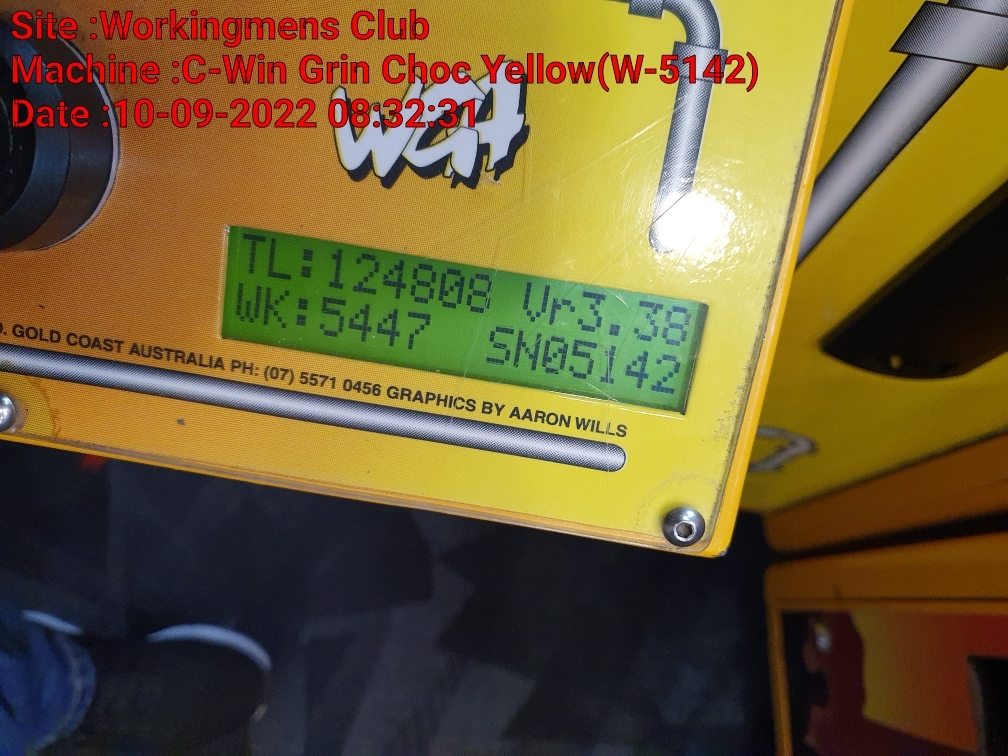 Site :Workingmens Club
Machine :C-Win Grin Choc Yellow(W-5142)
Date :10-09-2022 08:32:31
WGT
TL:124808 Vr3.38
WK:5447 SN05142
GOLD COAST AUSTRALIA PH: (07) 5571 0456 GRAPHICS BY AARON WILLS